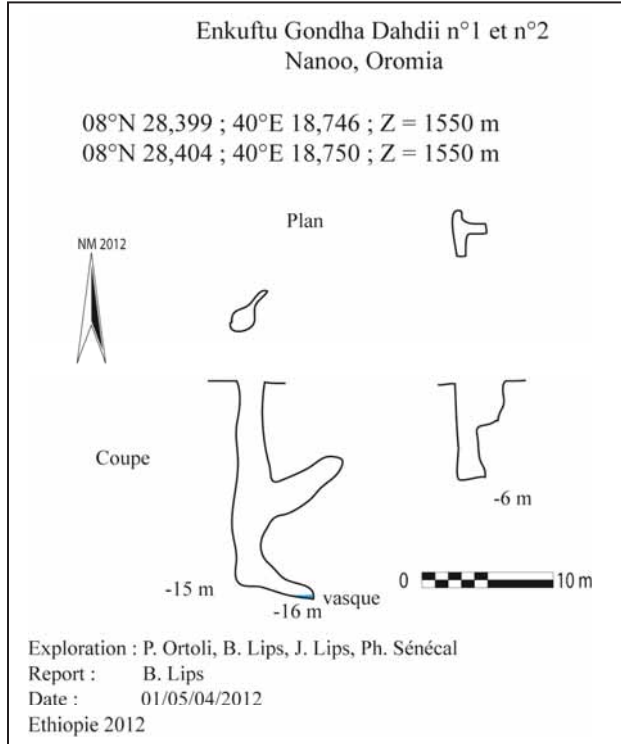 Enkuftu Gondha Dahdii n°1 et n°2
Nanoo, Oromia
08°N 28,399 ; 40°E 18,746 ; Z = 1550 m
08°N 28,404 ; 40°E 18,750 ; Z = 1550 m
Plan
NM 2012
Coupe
-6 m
0 10 m
-15 m
vasque
-16 m
Exploration : P. Ortoli, B. Lips, J. Lips, Ph. Sénécal
Report : B. Lips
Date : 01/05/04/2012
Ethiopie 2012